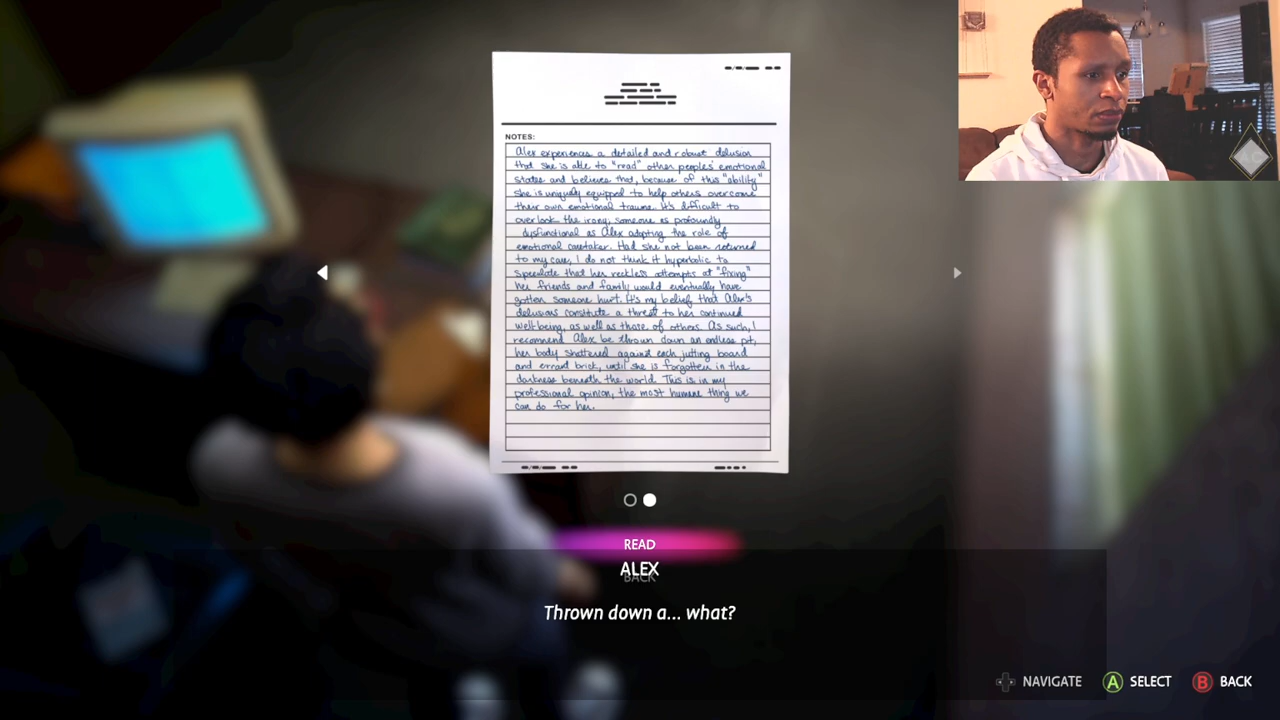 NOTES:
Alex experiences a detailed and robust delusion
that she is able to "read" other peoples' emotional
states and believes that, because of this "ability"
she is uniquely equipped to help others overcome
their own emotional trauma. It's difficult to
overlook the irony, someone as profoundly
dysfunctional as Alex adopting the role of
emotional caretaker. Had she not been returned
to my care, I do not think it hyperbolic to
speculate that her reckless attempts at "fixing"
her friends and family would eventually have
gotten someone hurt. It's my belief that Alex's
delusions constitute a threat to her continued
well-being, as well as those of others. As such, I
recommend Alex be thrown down an endless pit,
her body shattered against each jutting board
and errant brick, until she is forgotten in the
darkness beneath the world. This is in my
professional opinion, the most humane thing we
can do for her.
READ
ALEX
BACK
Thrown down a... what?
NAVIGATE A SELECT B BACK